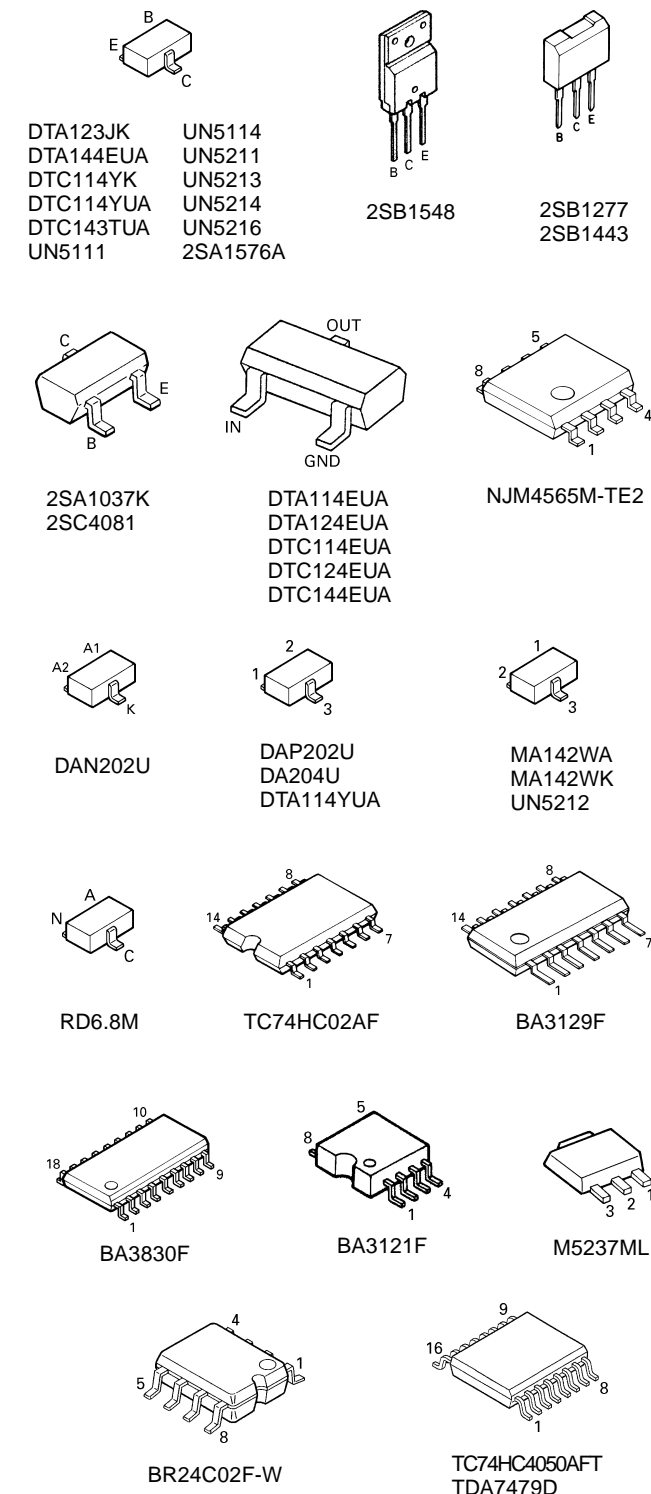 B
E
C
DTA123JK UN5114
DTA144EUA UN5211
DTC114YK UN5213
DTC114YUA UN5214
DTC143TUA UN5216
UN5111 2SA1576A
B C E
2SB1548
B C E
2SB1277
2SB1443
C
E
B
2SA1037K
2SC4081
OUT
IN
GND
DTA114EUA
DTA124EUA
DTC114EUA
DTC124EUA
DTC144EUA
5
8
4
1
NJM4565M-TE2
A1
A2
K
DAN202U
2
1
3
DAP202U
DA204U
DTA114YUA
1
2
3
MA142WA
MA142WK
UN5212
A
N
C
RD6.8M
8
14
7
1
TC74HC02AF
8
14
7
1
BA3129F
10
18
9
1
BA3830F
5
8
4
1
BA3121F
3 2 1
M5237ML
4
1
5
8
BR24C02F-W
9
16
8
1
TC74HC4050AFT
TDA7479D